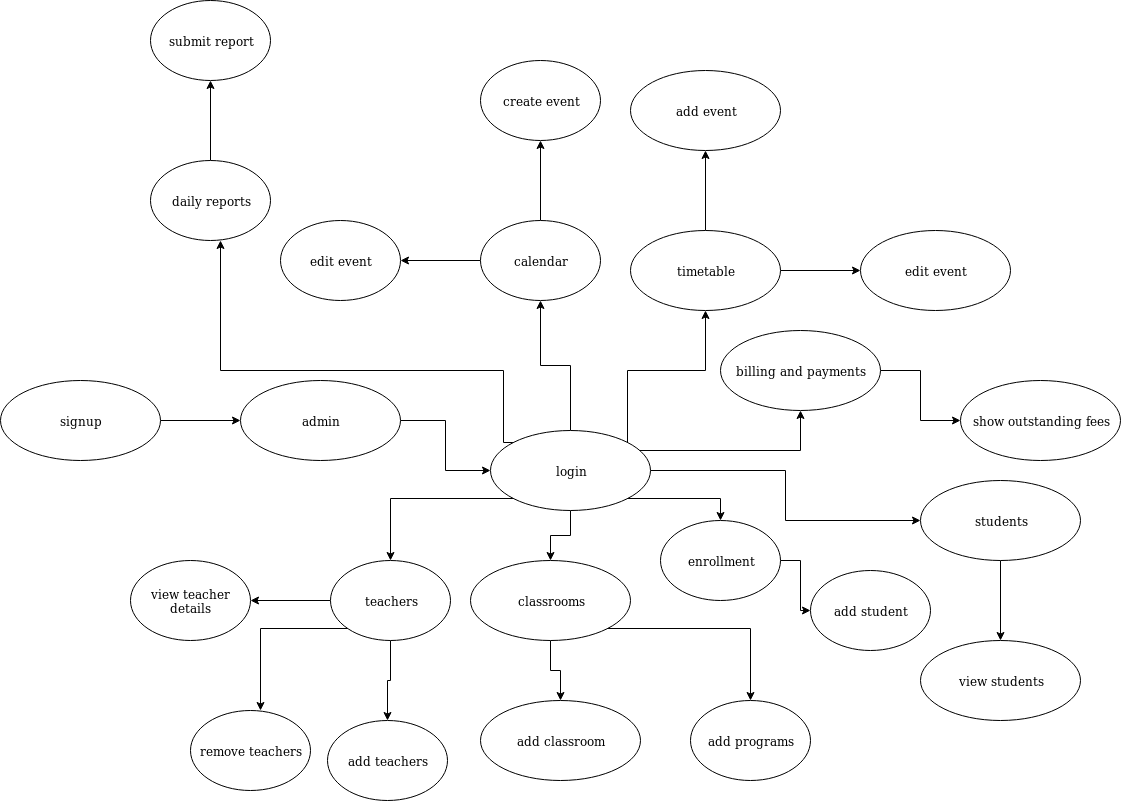 submit report
create event
add event
daily reports
edit event
calendar
timetable
edit event
billing and payments
signup
admin
show outstanding fees
login
students
enrollment
view teacher
details
teachers
classrooms
add student
view students
remove teachers
add teachers
add classroom
add programs